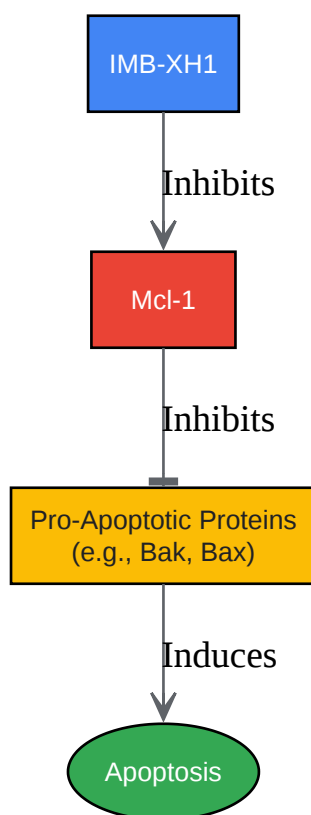 IMB-XH1
Inhibits
Mcl-1
Inhibits
Pro-Apoptotic Proteins
(e.g., Bak, Bax)
Induces
Apoptosis